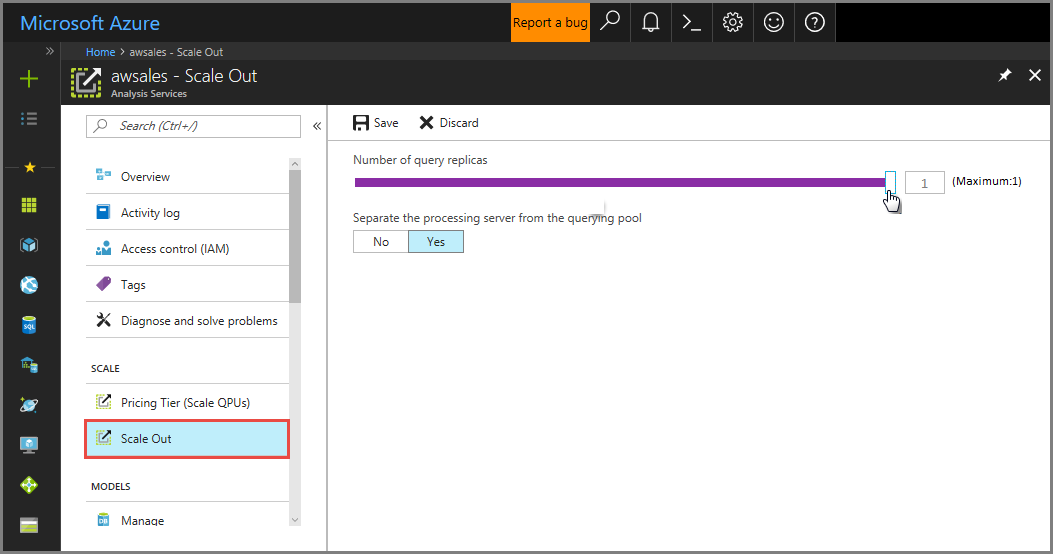 Microsoft Azure
Report a bug
Home > awsales - Scale Out
awsales - Scale Out
Analysis Services
Search (Ctrl+/)
Overview
Activity log
Access control (IAM)
Tags
Diagnose and solve problems
SCALE
Pricing Tier (Scale QPUs)
Scale Out
MODELS
Manage
Save Discard
Number of query replicas
1 (Maximum:1)
Separate the processing server from the querying pool
No Yes
SQL
DB